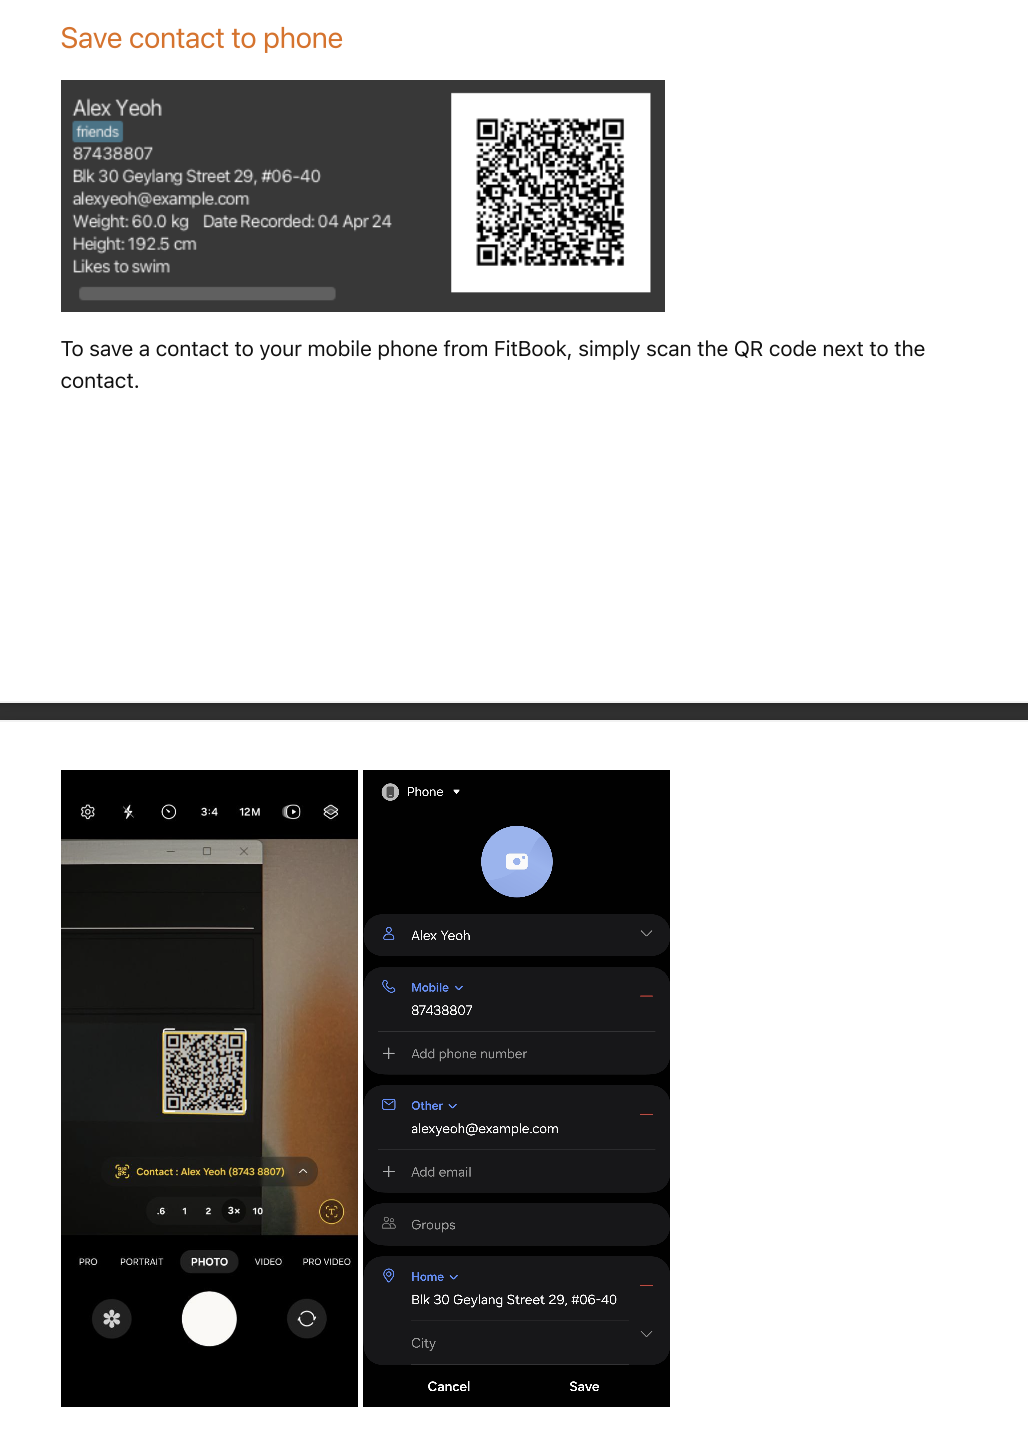 Save contact to phone
Alex Yeoh
friends
87438807
Blk 30 Geylang Street 29, #06-40
alexyeoh@example.com
Weight: 60.0 kg Date Recorded: 04 Apr 24
Height: 192.5 cm
Likes to swim
To save a contact to your mobile phone from FitBook, simply scan the QR code next to the
contact.
3:4 12M
Contact : Alex Yeoh (8743 8807)
.6 1 2 3× 10
T
PRO PORTRAIT PHOTO VIDEO PRO VIDEO
Phone
Alex Yeoh
Mobile
87438807
Add phone number
Other
alexyeoh@example.com
Add email
Groups
Home
Blk 30 Geylang Street 29, #06-40
City
Cancel Save